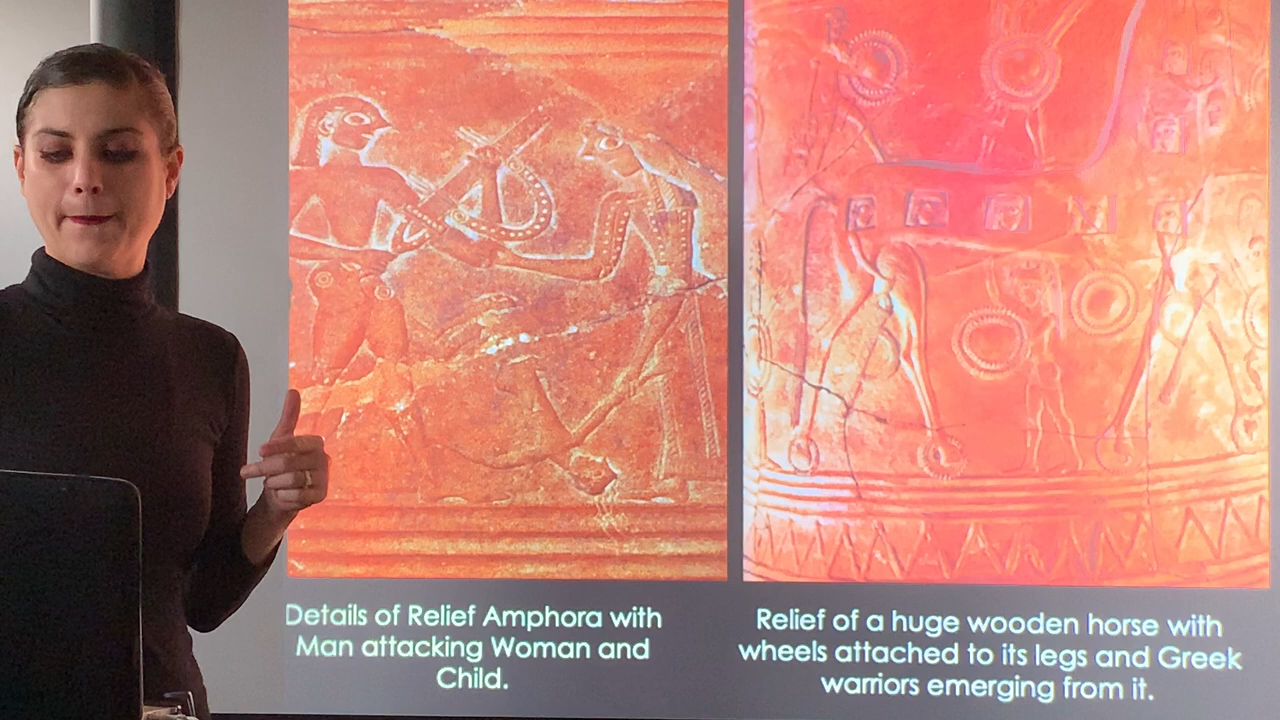 Details of Relief Amphora with
Man attacking Woman and
Child.
Relief of a huge wooden horse with
wheels attached to its legs and Greek
warriors emerging from it.